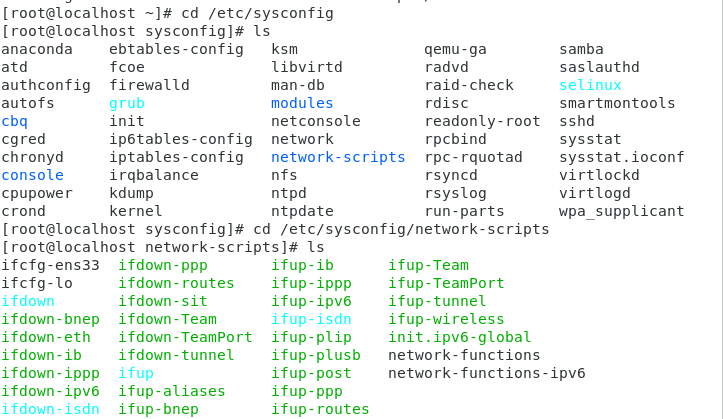 [root@localhost ~]# cd /etc/sysconfig
[root@localhost sysconfig]# ls
anaconda    ebtables-config  ksm              qemu-ga        samba
atd         fcoe             libvirtd         radvd          saslauthd
authconfig  firewalld        man-db           raid-check     selinux
autofs      grub             modules          rdisc          smartmontools
cbq         init             netconsole       readonly-root  sshd
cgred       ip6tables-config network          rpcbind        sysstat
chronyd     iptables-config  network-scripts  rpc-rquotad    sysstat.ioconf
console     irqbalance       nfs              rsyncd         virtlockd
cpupower    kdump            ntpd             rsyslog        virtlogd
crond       kernel           ntpdate          run-parts      wpa_supplicant
[root@localhost sysconfig]# cd /etc/sysconfig/network-scripts
[root@localhost network-scripts]# ls
ifcfg-ens33  ifdown-ppp       ifup-ib      ifup-Team
ifcfg-lo     ifdown-routes    ifup-ippp    ifup-TeamPort
ifdown       ifdown-sit       ifup-ipv6    ifup-tunnel
ifdown-bnep  ifdown-Team      ifup-isdn    ifup-wireless
ifdown-eth   ifdown-TeamPort  ifup-plip    init.ipv6-global
ifdown-ib    ifdown-tunnel    ifup-plusb   network-functions
ifdown-ippp  ifup             ifup-post    network-functions-ipv6
ifdown-ipv6  ifup-aliases     ifup-ppp
ifdown-isdn  ifup-bnep        ifup-routes